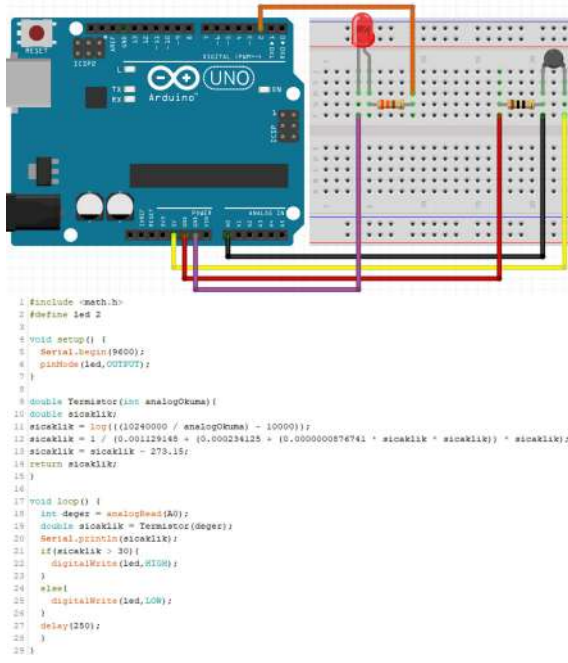 RESET
ICSP2
L
TX
RX
Arduino
UNO
ON
ICSP
DIGITAL (PWM~)
POWER
ANALOG IN
1 #include <math.h>
2 #define led 2
3
4 void setup() {
5 Serial.begin(9600);
6 pinMode(led,OUTPUT);
7 }
8
9 double Termistor(int analogOkuma){
10 double sicaklik;
11 sicaklik = log(((10240000 / analogOkuma) - 10000));
12 sicaklik = 1 / (0.001129148 + (0.000234125 + (0.0000000876741 * sicaklik * sicaklik)) * sicaklik);
13 sicaklik = sicaklik - 273.15;
14 return sicaklik;
15 }
16
17 void loop() {
18 int deger = analogRead(A0);
19 double sicaklik = Termistor(deger);
20 Serial.println(sicaklik);
21 if(sicaklik > 30){
22 digitalWrite(led,HIGH);
23 }
24 else{
25 digitalWrite(led,LOW);
26 }
27 delay(250);
28 }
29 }